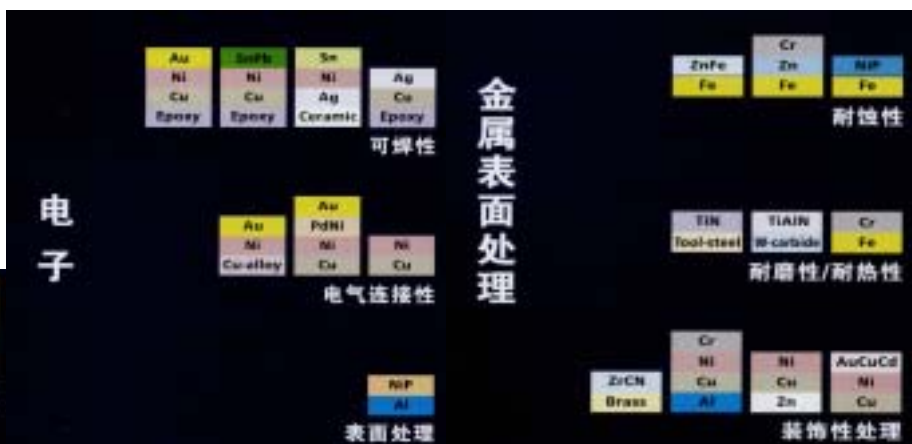 电子
Au
Ni
Cu
Epoxy
SnPb
Ni
Cu
Epoxy
Sn
Ni
Ag
Ceramic
Ag
Cu
Epoxy
可焊性
Au
Ni
Cu-alloy
Au
PdNi
Ni
Cu
Ni
Cu
电气连接性
NiP
Al
表面处理
金属表面处理
ZnFe
Fe
Cr
Zn
Fe
NiP
Fe
耐蚀性
TiN
Tool-steel
TiAlN
W-carbide
Cr
Fe
耐磨性/耐热性
ZrCN
Brass
Cr
Ni
Cu
Al
Ni
Cu
Zn
AuCuCd
Ni
Cu
装饰性处理